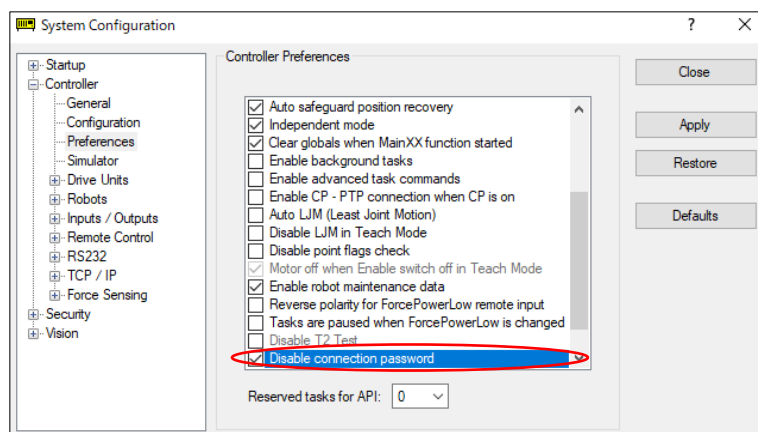 System Configuration
?
Startup
Controller
General
Configuration
Preferences
Simulator
Drive Units
Robots
Inputs / Outputs
Remote Control
RS232
TCP / IP
Force Sensing
Security
Vision
Controller Preferences
Auto safeguard position recovery
Independent mode
Clear globals when MainXX function started
Enable background tasks
Enable advanced task commands
Enable CP - PTP connection when CP is on
Auto LJM (Least Joint Motion)
Disable LJM in Teach Mode
Disable point flags check
Motor off when Enable switch off in Teach Mode
Enable robot maintenance data
Reverse polarity for ForcePowerLow remote input
Tasks are paused when ForcePowerLow is changed
Disable T2 Test
Disable connection password
Reserved tasks for API: 0
Close
Apply
Restore
Defaults